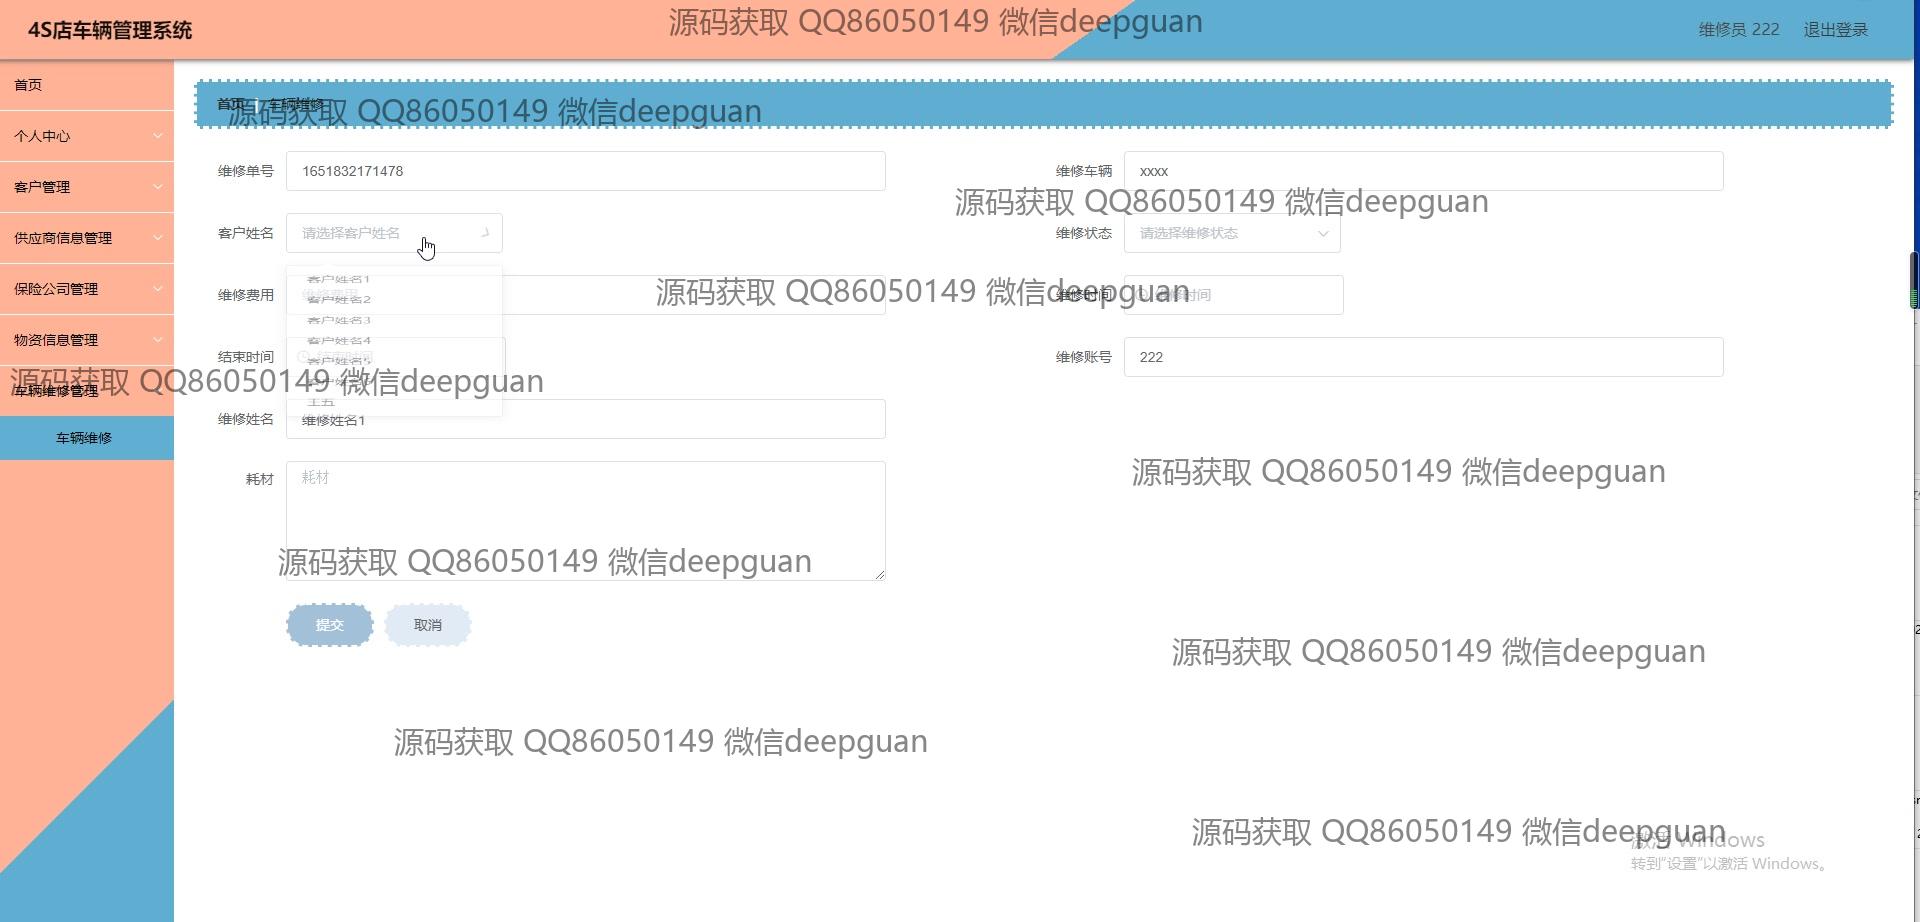 4S店车辆管理系统
源码获取 QQ86050149 微信deepguan
维修员 222
退出登录
首页
个人中心
客户管理
供应商信息管理
保险公司管理
物资信息管理
车辆维修管理
车辆维修
首页
车辆维修
源码获取 QQ86050149 微信deepguan
维修单号
1651832171478
维修车辆
xxxx
源码获取 QQ86050149 微信deepguan
客户姓名
请选择客户姓名
维修状态
请选择维修状态
客户姓名1
客户姓名2
客户姓名3
客户姓名4
客户姓名5
王五
维修费用
维修费用
源码获取 QQ86050149 微信deepguan
维修时间
维修时间
结束时间
结束时间
维修账号
222
源码获取 QQ86050149 微信deepguan
维修姓名
维修姓名1
耗材
耗材
源码获取 QQ86050149 微信deepguan
源码获取 QQ86050149 微信deepguan
提交
取消
源码获取 QQ86050149 微信deepguan
源码获取 QQ86050149 微信deepguan
源码获取 QQ86050149 微信deepguan
激活 Windows
转到"设置"以激活 Windows。